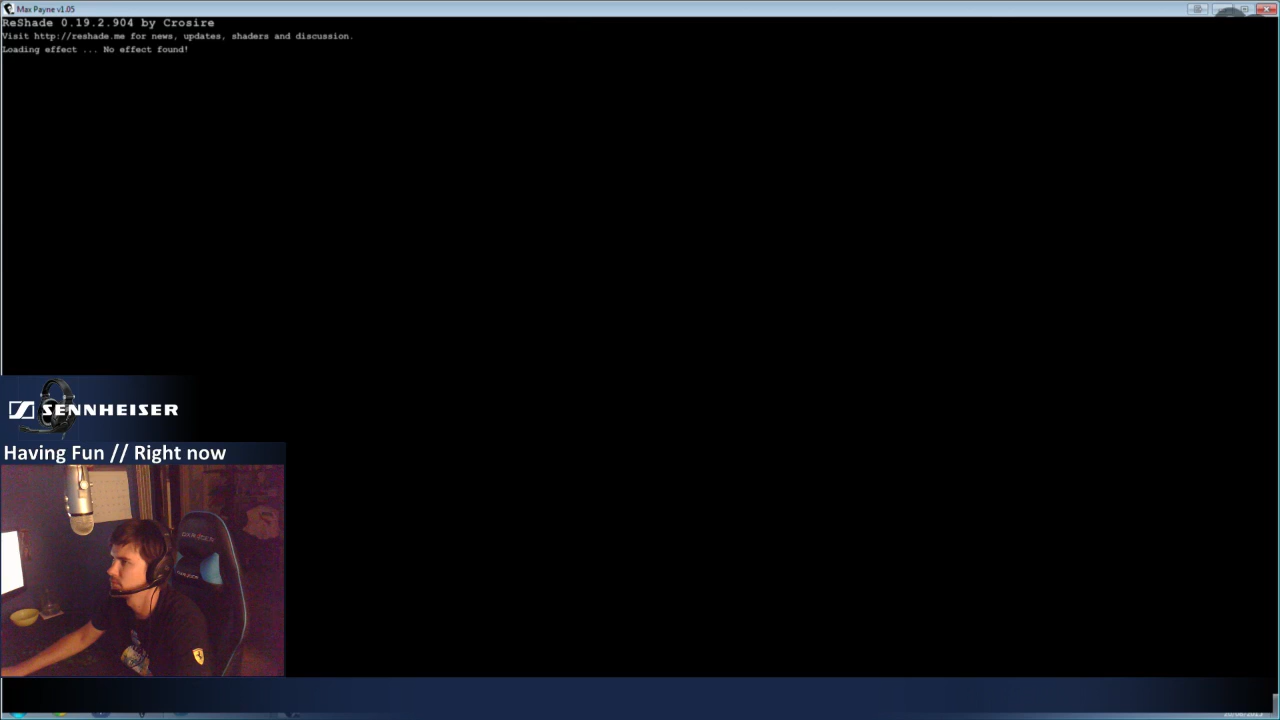 Max Payne v1.05
ReShade 0.19.2.904 by Crosire
Visit http://reshade.me for news, updates, shaders and discussion.
Loading effect ... No effect found!
SENNHEISER
Having Fun // Right now